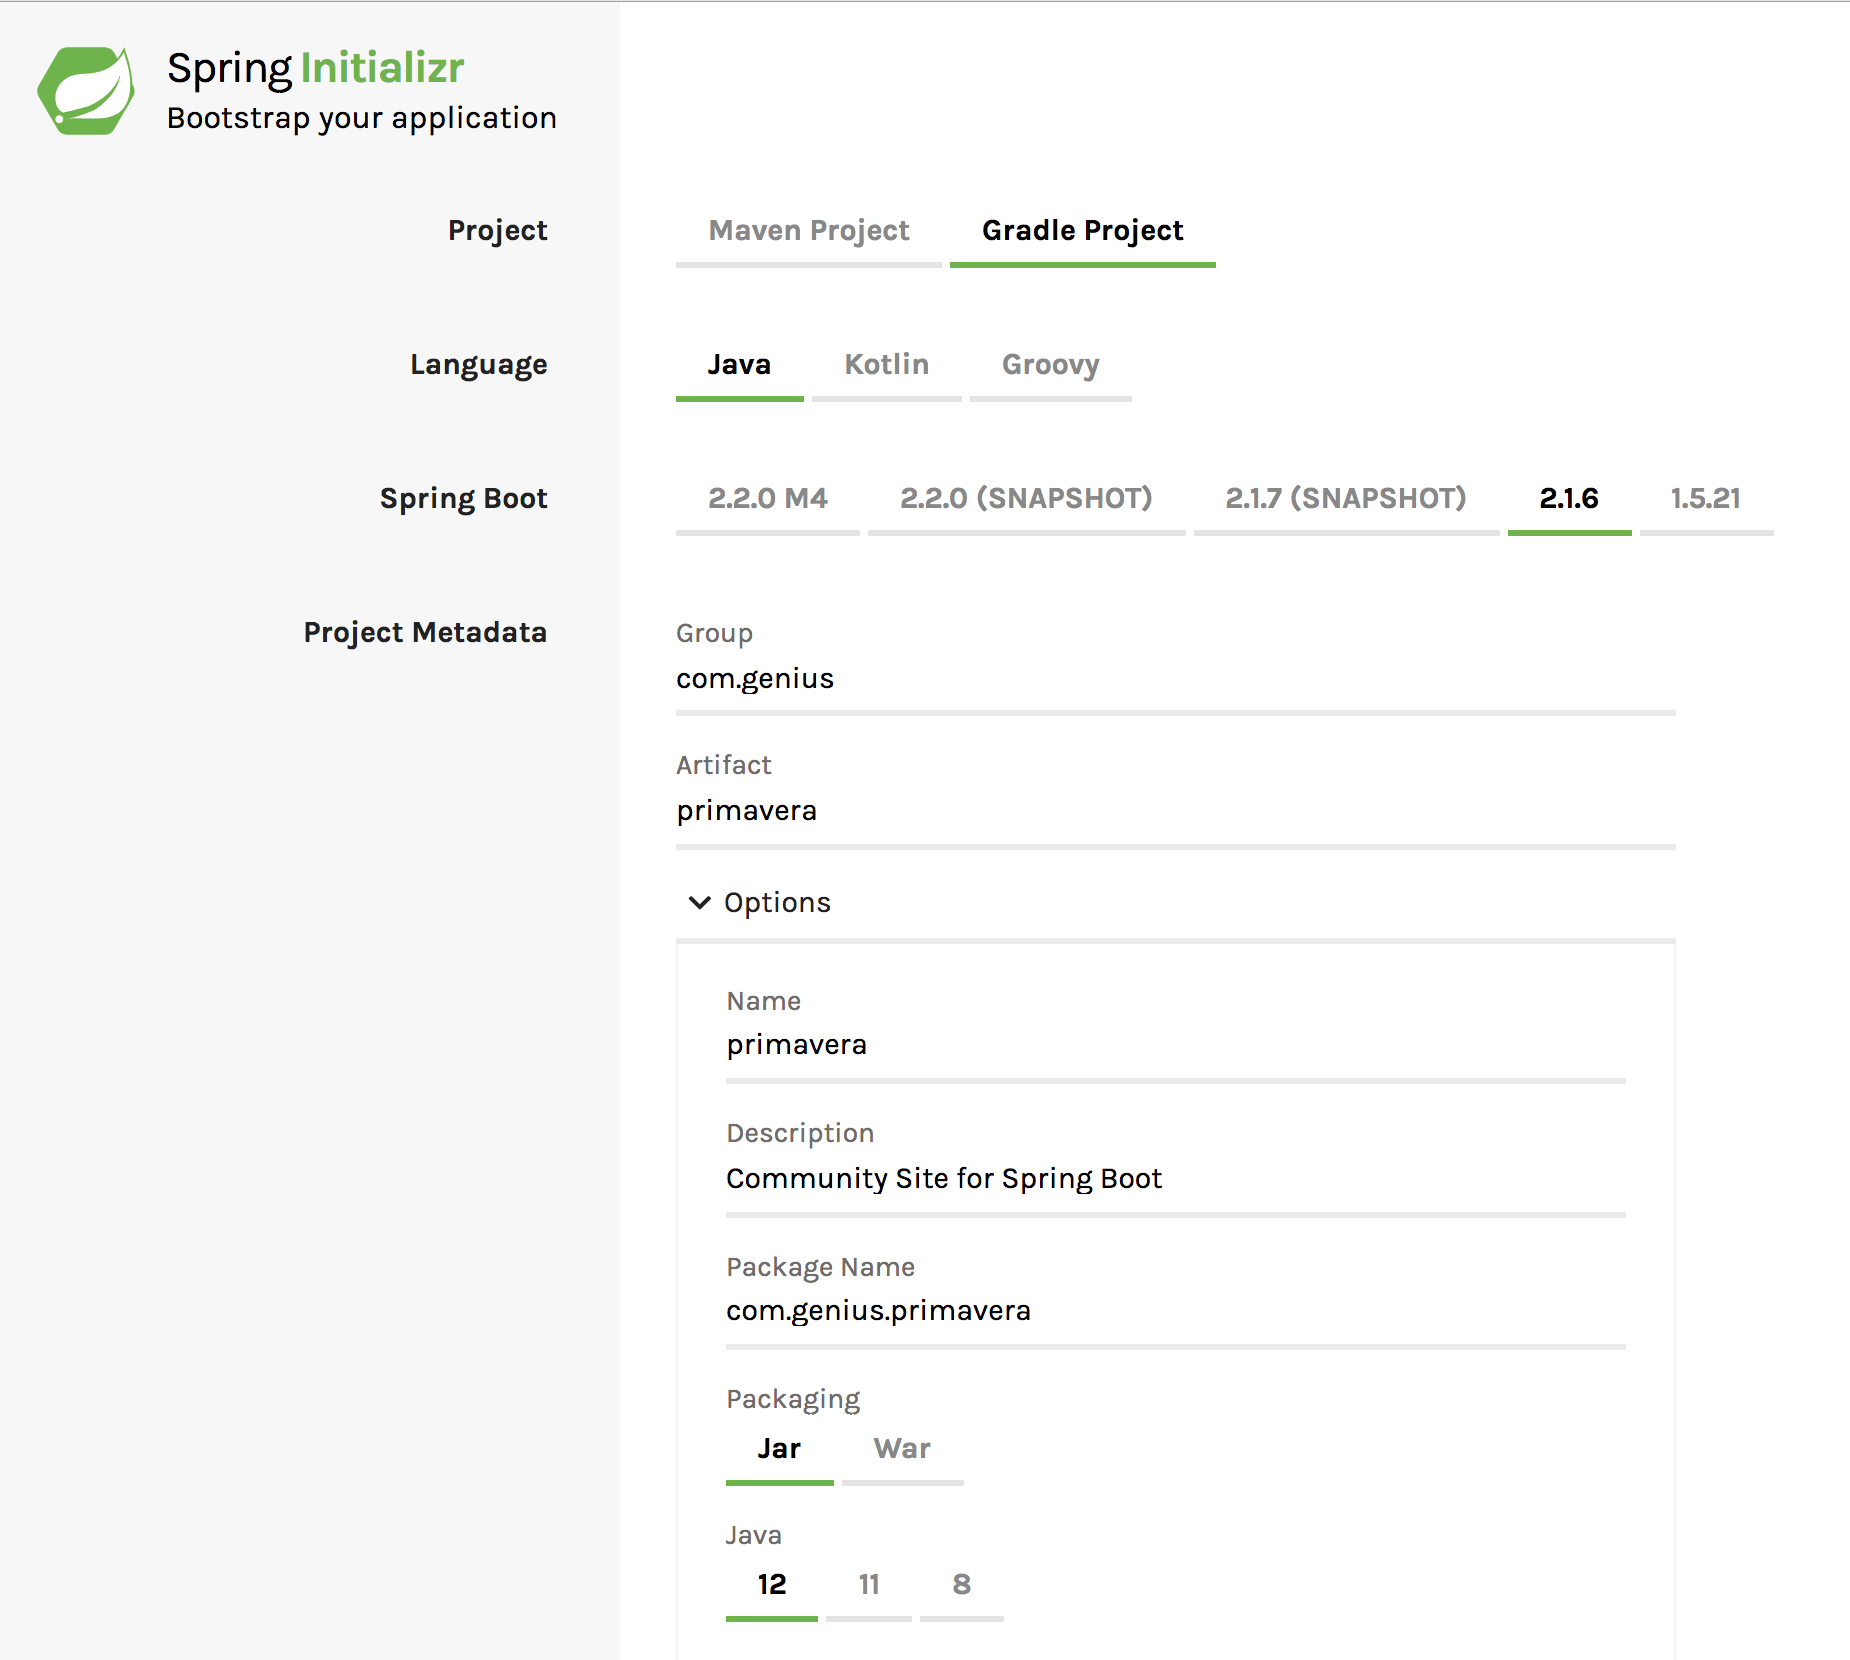 Spring Initializr
Bootstrap your application
Project
Maven Project Gradle Project
Language
Java Kotlin Groovy
Spring Boot
2.2.0 M4 2.2.0 (SNAPSHOT) 2.1.7 (SNAPSHOT) 2.1.6 1.5.21
Project Metadata
Group
com.genius
Artifact
primavera
Options
Name
primavera
Description
Community Site for Spring Boot
Package Name
com.genius.primavera
Packaging
Jar War
Java
12 11 8